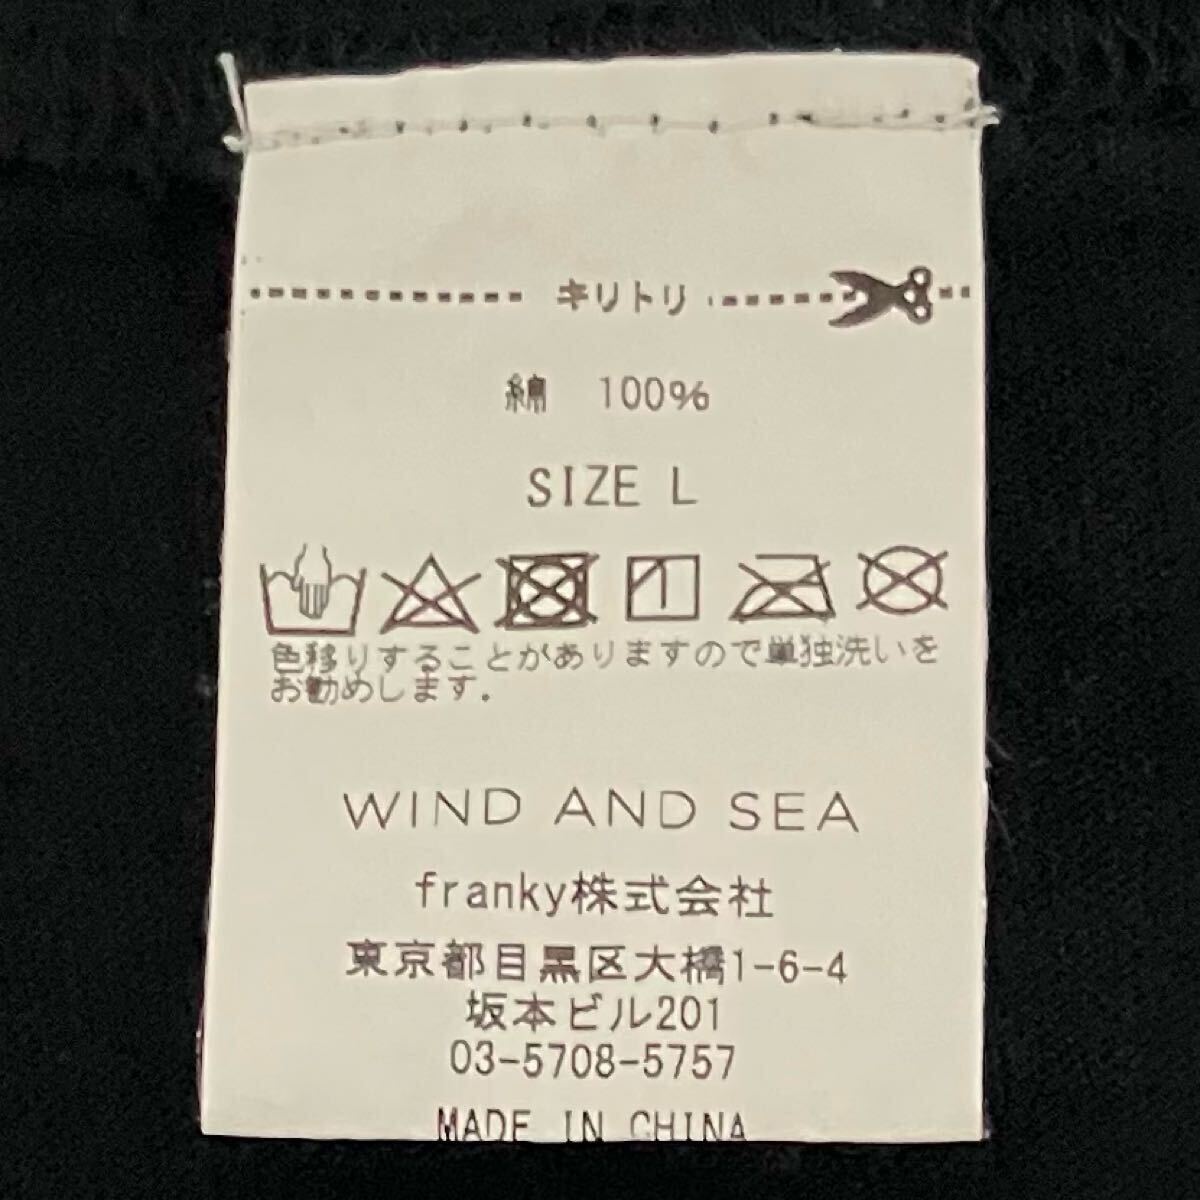 キリトリ
綿 100%
SIZE L
色移りすることがありますので単独洗いを
お勧めします.
WIND AND SEA
franky株式会社
東京都目黒区大橋1-6-4
坂本ビル201
03-5708-5757
MADE IN CHINA